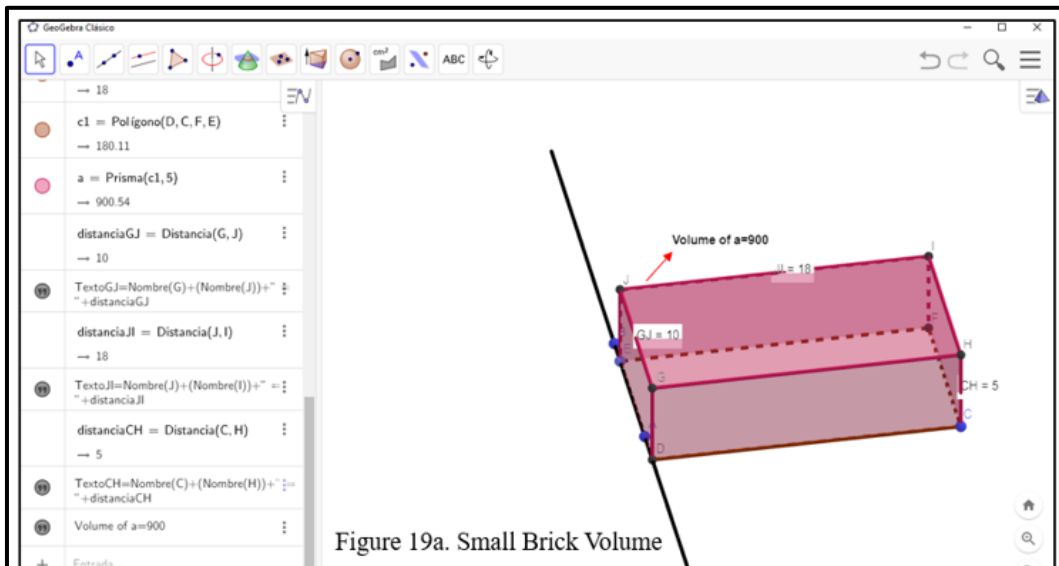 GeoGebra Clásico
cm²
ABC
→ 18
c1 = Polígono(D, C, F, E)
→ 180.11
a = Prisma(c1, 5)
→ 900.54
distanciaGJ = Distancia(G, J)
→ 10
TextoGJ=Nombre(G)+(Nombre(J))+"
"+distanciaGJ
distanciaJI = Distancia(J, I)
→ 18
TextoJI=Nombre(J)+(Nombre(I))+" =
"+distanciaJI
distanciaCH = Distancia(C, H)
→ 5
TextoCH=Nombre(C)+(Nombre(H))+" =
"+distanciaCH
Volume of a=900
Entrada...
Volume of a=900
I
J
JI = 18
F
GJ = 10
H
E
G
CH = 5
C
D
Figure 19a. Small Brick Volume